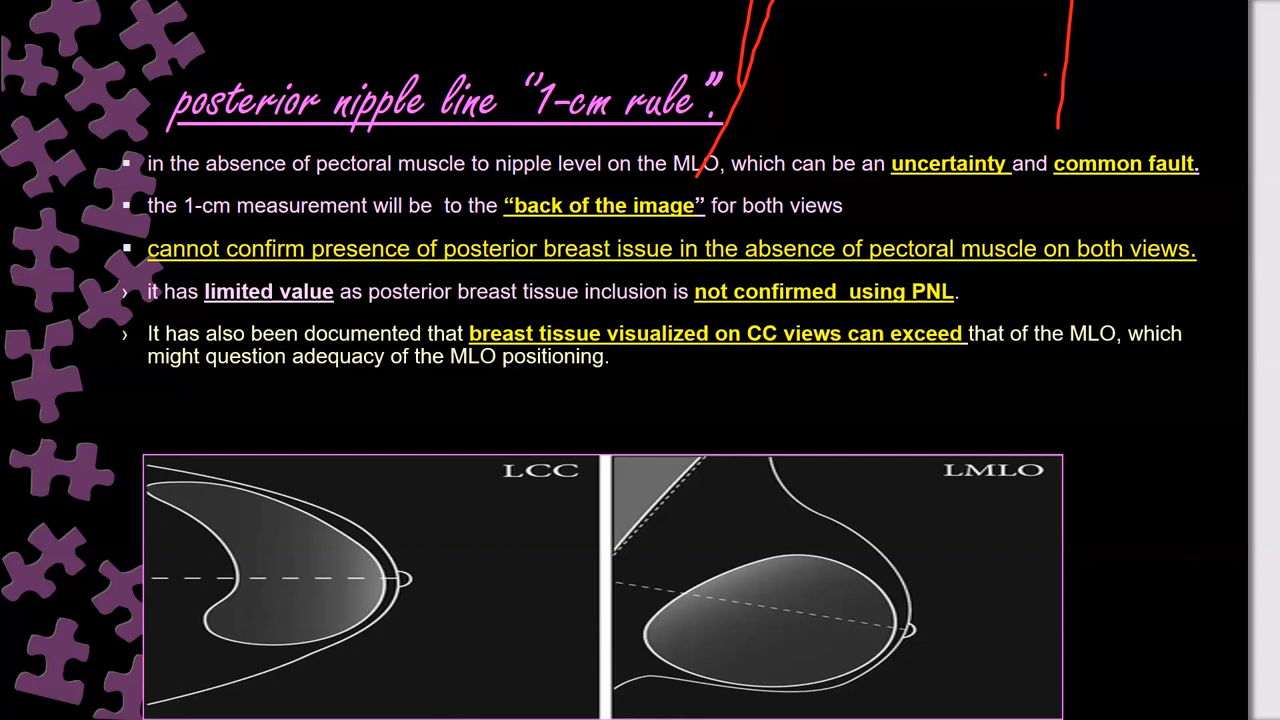 posterior nipple line “1-cm rule”.
▪ in the absence of pectoral muscle to nipple level on the MLO, which can be an uncertainty and common fault.
▪ the 1-cm measurement will be to the “back of the image” for both views
▪ cannot confirm presence of posterior breast issue in the absence of pectoral muscle on both views.
› it has limited value as posterior breast tissue inclusion is not confirmed using PNL.
› It has also been documented that breast tissue visualized on CC views can exceed that of the MLO, which
might question adequacy of the MLO positioning.
LCC
LMLO